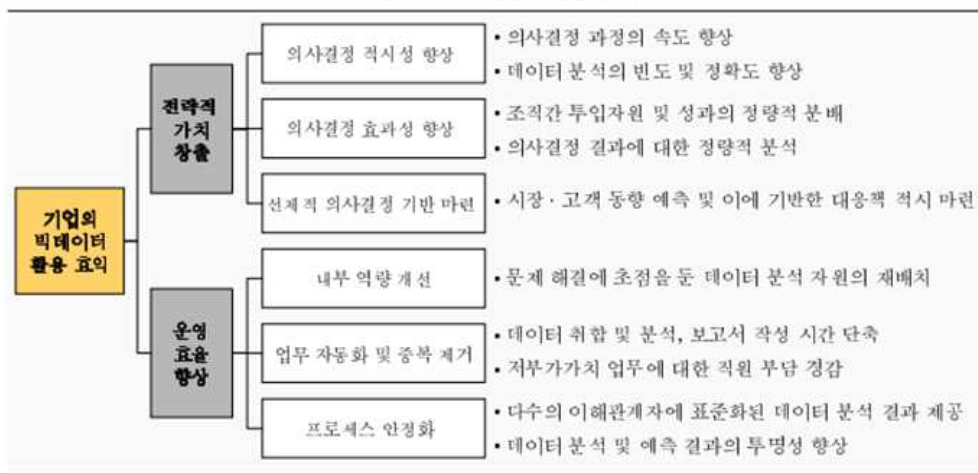 기업의
빅데이터
활용 효익
전략적
가치
창출
의사결정 적시성 향상
• 의사결정 과정의 속도 향상
• 데이터 분석의 빈도 및 정확도 향상
의사결정 효과성 향상
• 조직간 투입자원 및 성과의 정량적 분배
• 의사결정 결과에 대한 정량적 분석
선제적 의사결정 기반 마련
• 시장 · 고객 동향 예측 및 이에 기반한 대응책 적시 마련
운영
효율
향상
내부 역량 개선
• 문제 해결에 초점을 둔 데이터 분석 자원의 재배치
업무 자동화 및 중복 제거
• 데이터 취합 및 분석, 보고서 작성 시간 단축
• 저부가가치 업무에 대한 직원 부담 경감
프로세스 안정화
• 다수의 이해관계자에 표준화된 데이터 분석 결과 제공
• 데이터 분석 및 예측 결과의 투명성 향상